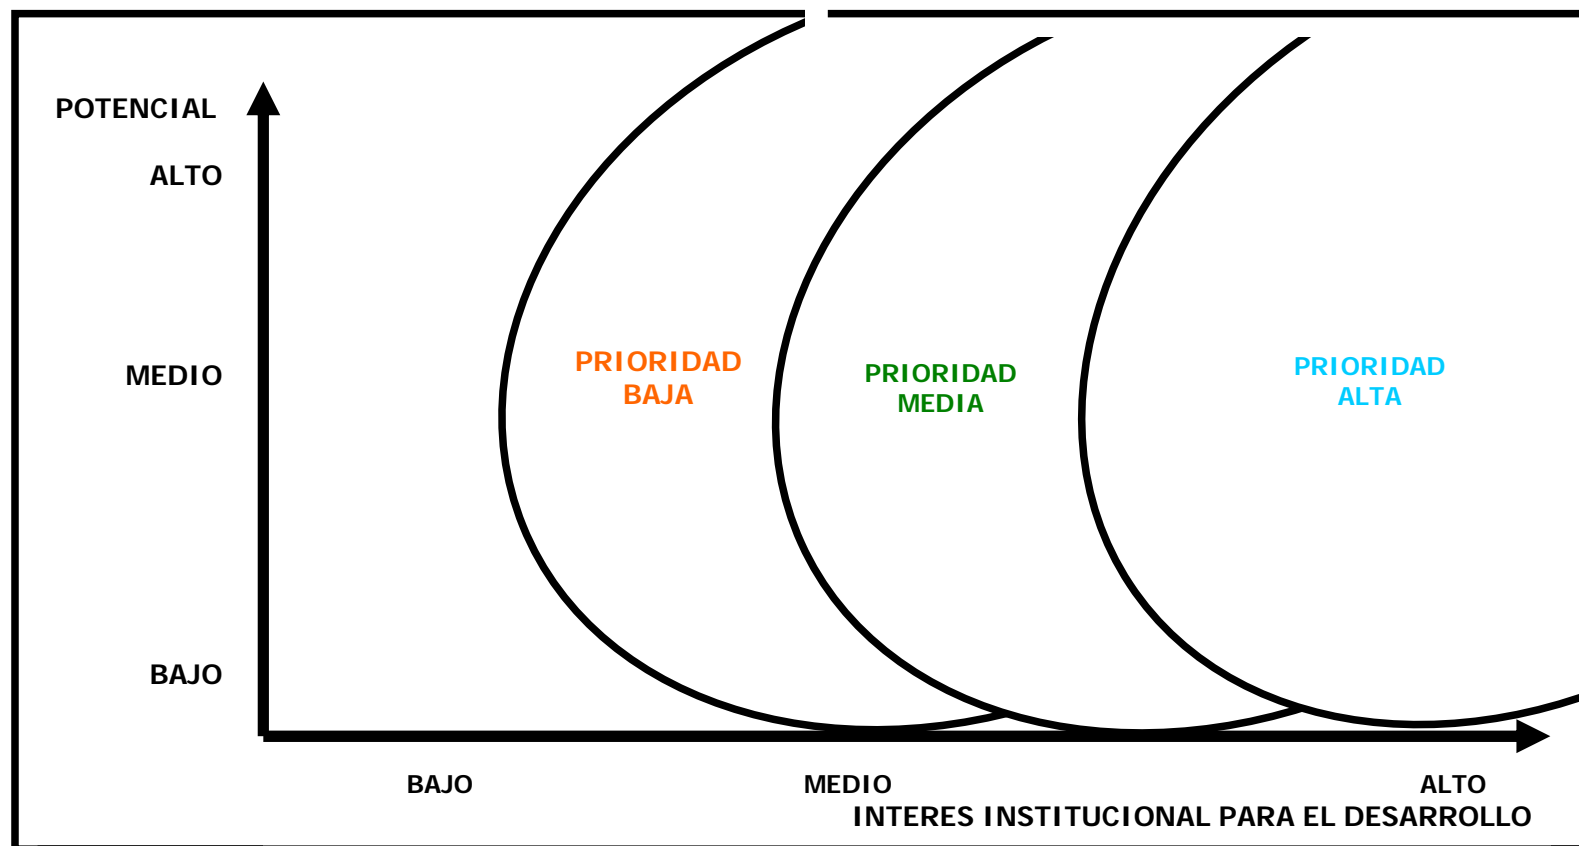 POTENCIAL
ALTO
MEDIO
BAJO
PRIORIDAD
BAJA
PRIORIDAD
MEDIA
PRIORIDAD
ALTA
BAJO
MEDIO
ALTO
INTERES INSTITUCIONAL PARA EL DESARROLLO